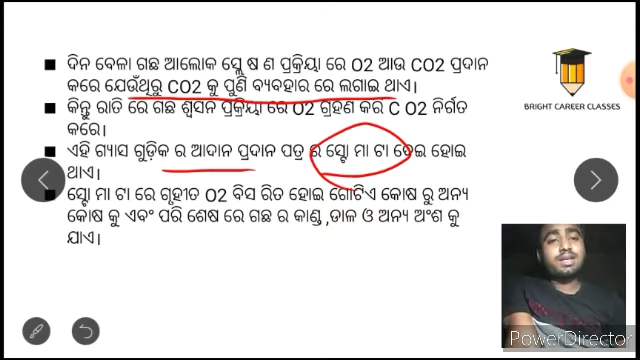 ଦିନ ବେଳା ଗଛ ଆଲୋକ ସ୍ଳେ ଷ ଣ ପ୍ରକ୍ରିୟା ରେ O2 ଆଉ CO2 ପ୍ରଦାନ
କରେ ଯେଉଁଥିରୁ CO2 କୁ ପୁଣି ବ୍ୟବହାର ରେ ଲଗାଇ ଥାଏ।
କିନ୍ତୁ ରାତି ରେ ଗଛ ଶ୍ଵସନ ପ୍ରକ୍ରିୟା ରେ O2 ଗ୍ରହଣ କରି C O2 ନିର୍ଗତ
କରେ।
ଏହି ଗ୍ୟାସ ଗୁଡ଼ିକ ର ଆଦାନ ପ୍ରଦାନ ପତ୍ର ର ସ୍ଟୋ ମା ଟା ଦେଇ ହୋଇ
ଥାଏ।
ସ୍ଟୋ ମା ଟା ରେ ଗୃହୀତ O2 ବିସ ରିତ ହୋଇ ଗୋଟିଏ କୋଷ ରୁ ଅନ୍ୟ
କୋଷ କୁ ଏବଂ ପରି ଶେଷ ରେ ଗଛ ର କାଣ୍ଡ ,ଡାଳ ଓ ଅନ୍ୟ ଅଂଶ କୁ
ଯାଏ।
BRIGHT CAREER CLASSES
PowerDirector